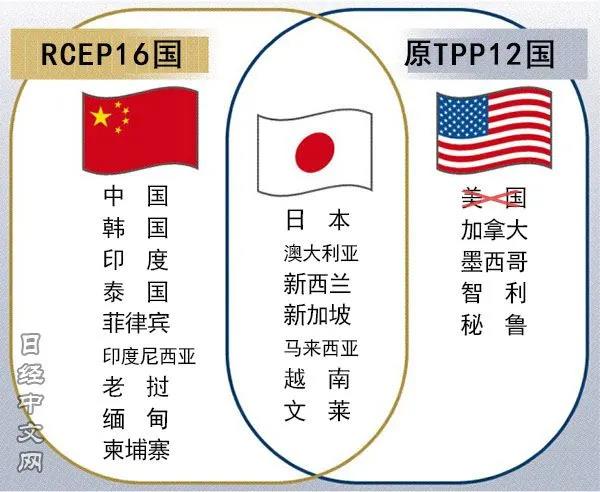 RCEP16国
原TPP12国
中国
韩国
印度
泰国
菲律宾
印度尼西亚
老挝
缅甸
柬埔寨
日本
澳大利亚
新西兰
新加坡
马来西亚
越南
文莱
美国
加拿大
墨西哥
智利
秘鲁
日经中文网